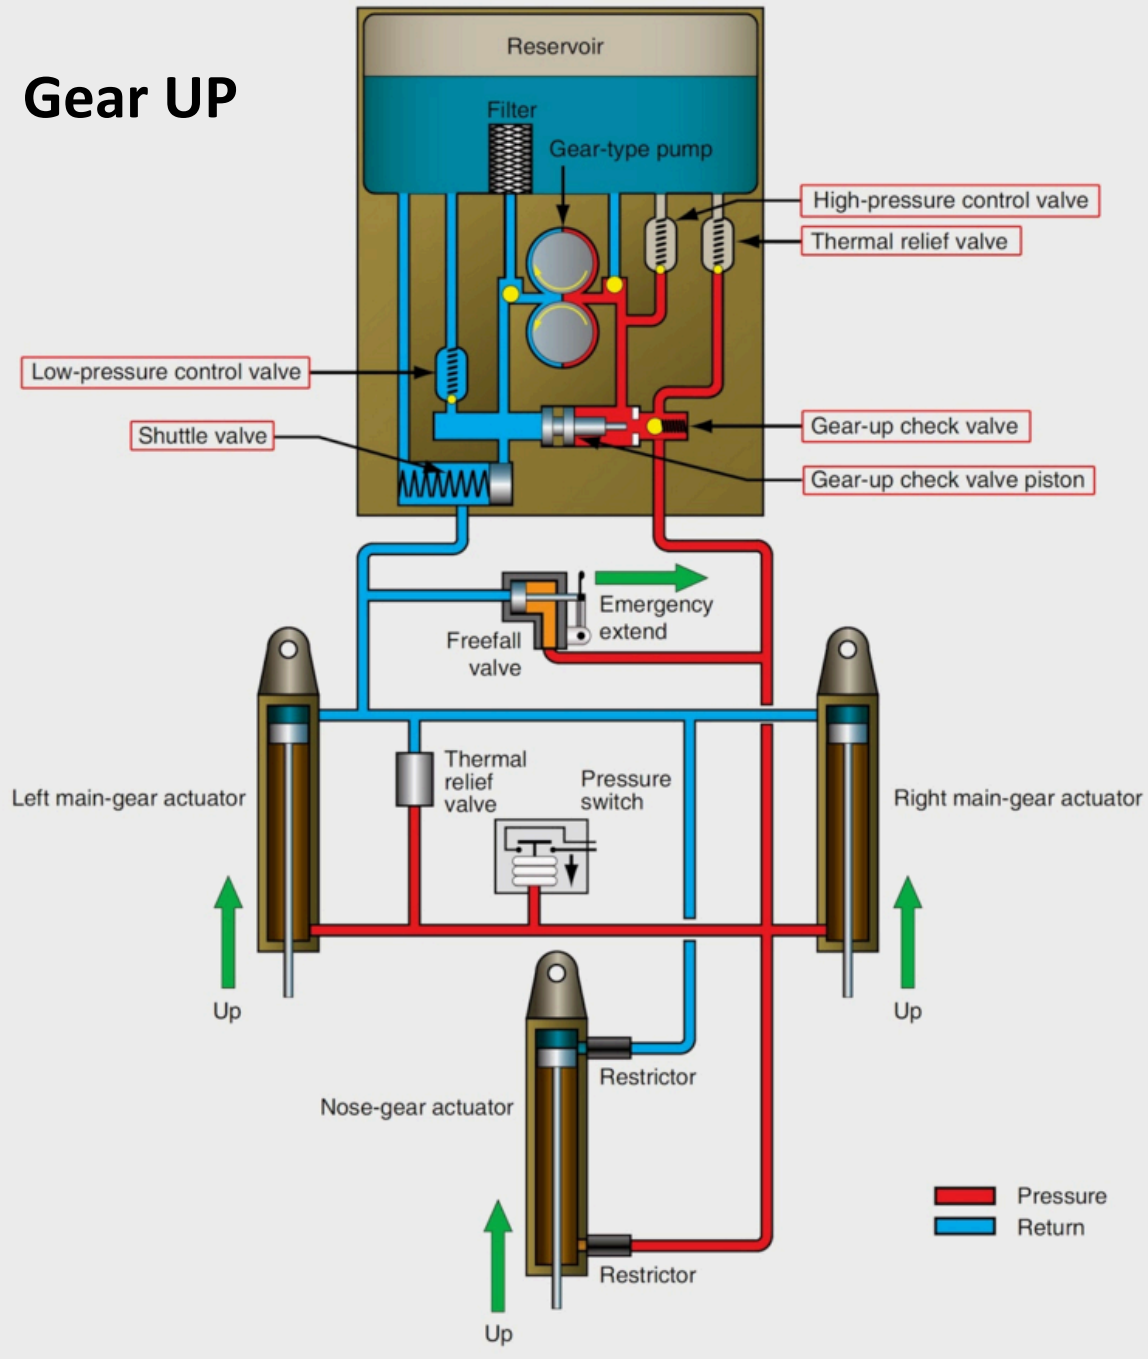 Gear UP
Reservoir
Filter
Gear-type pump
High-pressure control valve
Thermal relief valve
Low-pressure control valve
Shuttle valve
Gear-up check valve
Gear-up check valve piston
Emergency
extend
Freefall
valve
Thermal
relief
valve
Pressure
switch
Left main-gear actuator
Right main-gear actuator
Up
Up
Restrictor
Nose-gear actuator
Pressure
Return
Restrictor
Up